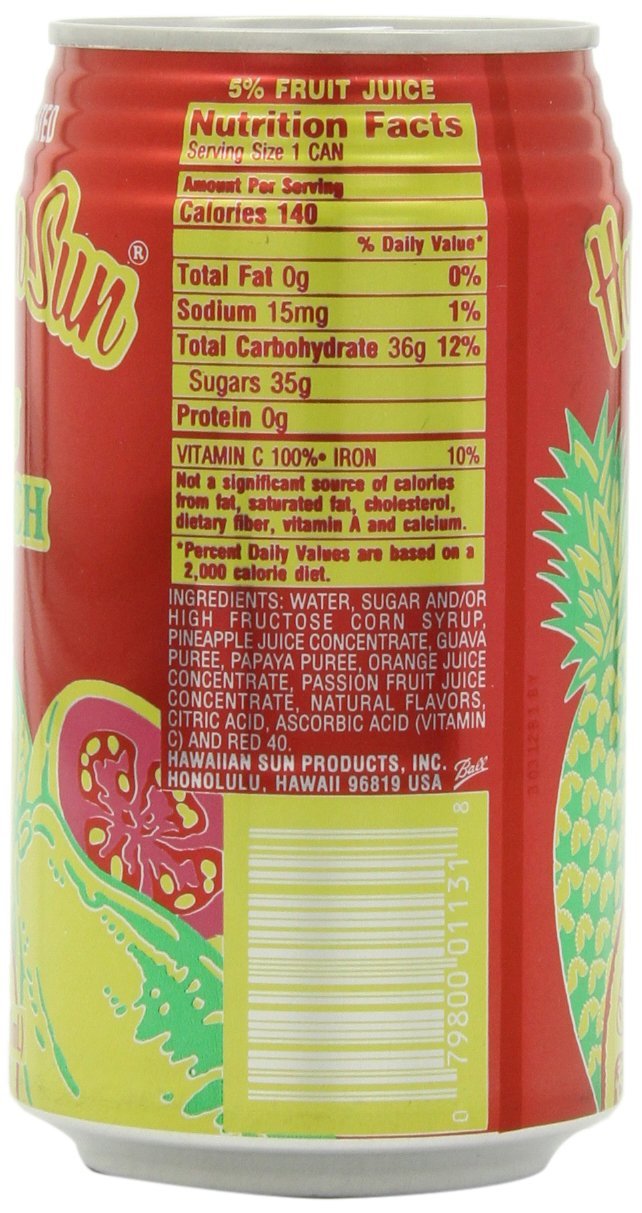 5% FRUIT JUICE
Nutrition Facts
Serving Size 1 CAN
Amount Per Serving
Calories 140
% Daily Value*
Total Fat 0g 0%
Sodium 15mg 1%
Total Carbohydrate 36g 12%
Sugars 35g
Protein 0g
VITAMIN C 100%• IRON 10%
Not a significant source of calories
from fat, saturated fat, cholesterol,
dietary fiber, vitamin A and calcium.
*Percent Daily Values are based on a
2,000 calorie diet.
INGREDIENTS: WATER, SUGAR AND/OR
HIGH FRUCTOSE CORN SYRUP,
PINEAPPLE JUICE CONCENTRATE, GUAVA
PUREE, PAPAYA PUREE, ORANGE JUICE
CONCENTRATE, PASSION FRUIT JUICE
CONCENTRATE, NATURAL FLAVORS,
CITRIC ACID, ASCORBIC ACID (VITAMIN
C) AND RED 40.
HAWAIIAN SUN PRODUCTS, INC.
HONOLULU, HAWAII 96819 USA
Ball
Sun®
0 79800 01131 8